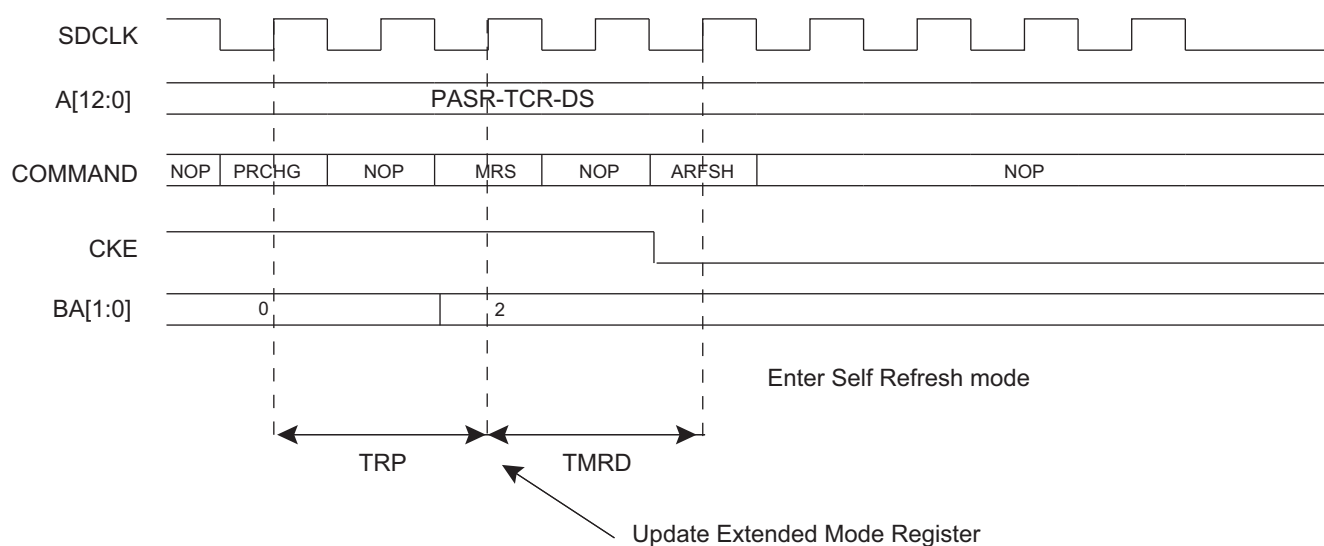 SDCLK
A[12:0] PASR-TCR-DS
COMMAND NOP PRCHG NOP MRS NOP ARFSH NOP
CKE
BA[1:0] 0 2
Enter Self Refresh mode
TRP TMRD
Update Extended Mode Register